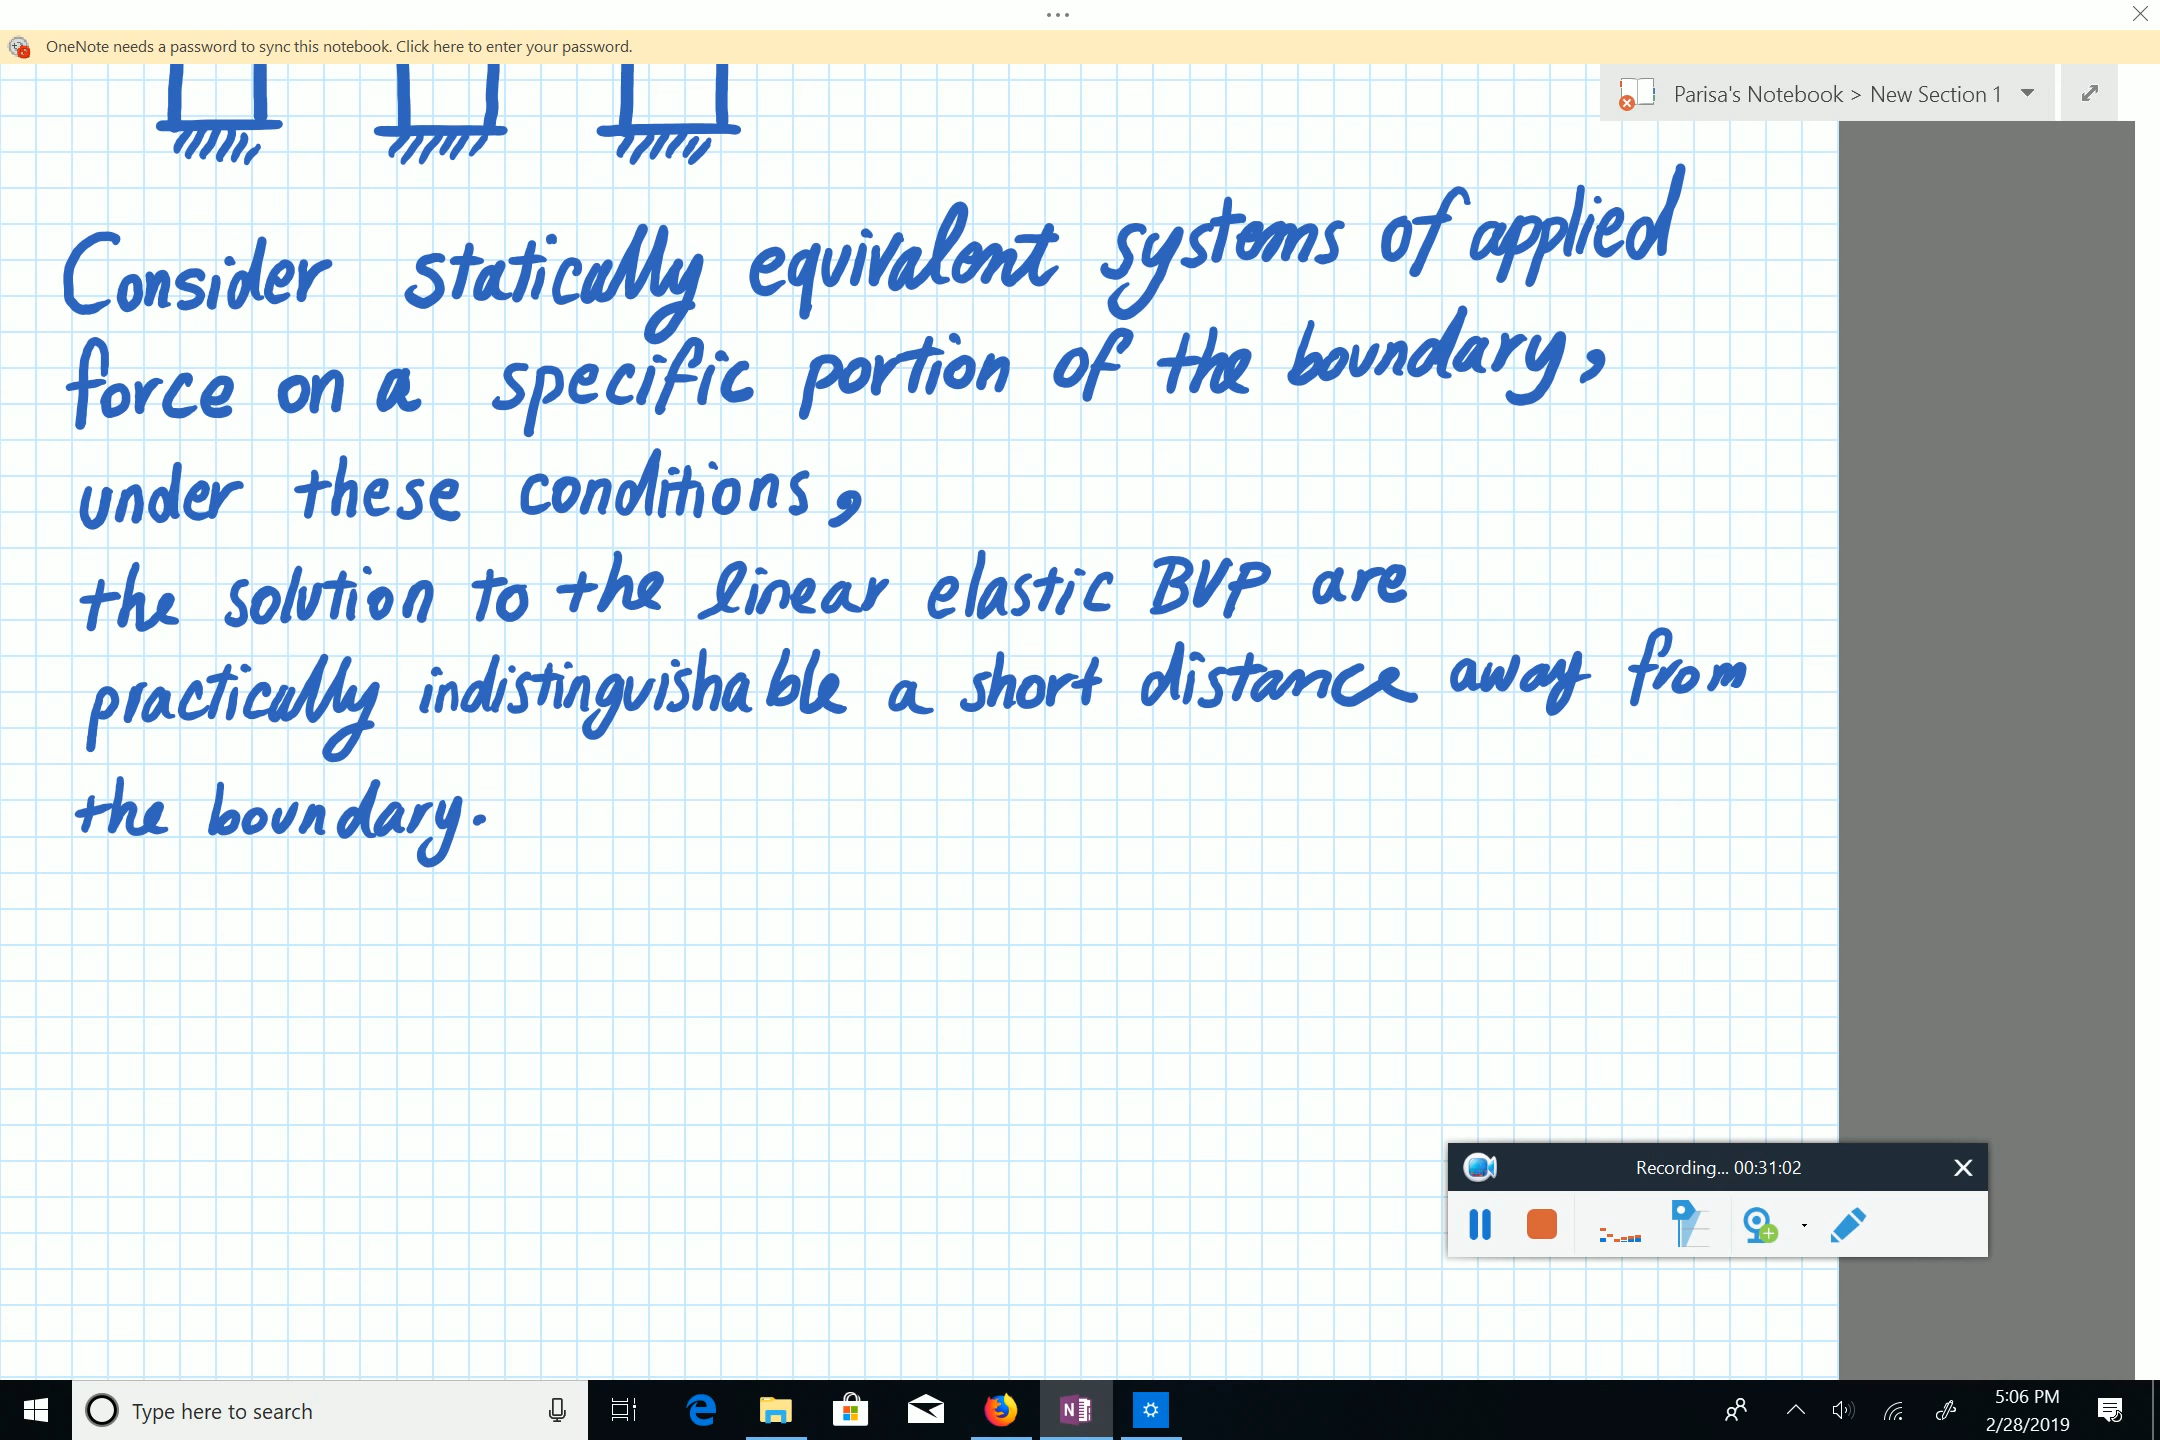 OneNote needs a password to sync this notebook. Click here to enter your password.
Parisa's Notebook > New Section 1
Consider statically equivalent systems of applied
force on a specific portion of the boundary,
under these conditions,
the solution to the linear elastic BVP are
practically indistinguishable a short distance away from
the boundary.
Recording... 00:31:02
Type here to search
5:06 PM
2/28/2019